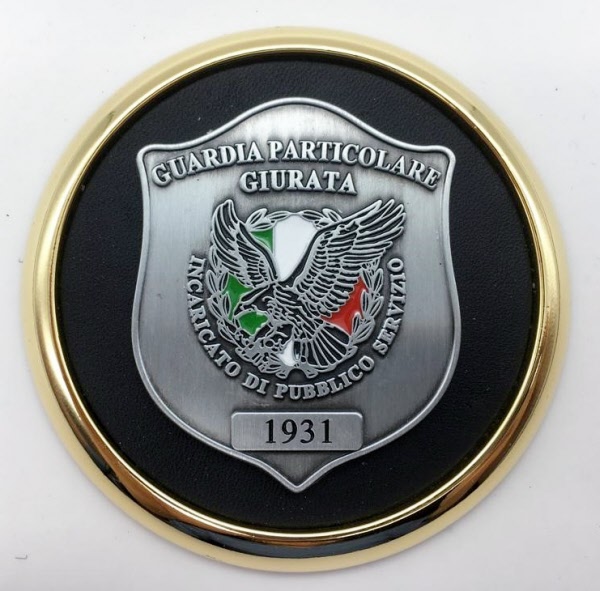 GUARDIA PARTICOLARE
GIURATA
INCARICATO DI PUBBLICO SERVIZIO
1931